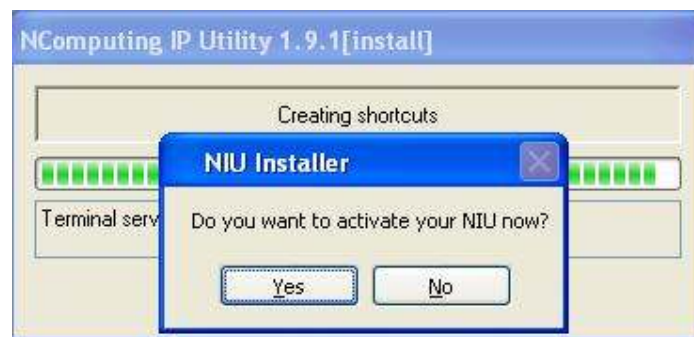 NComputing IP Utility 1.9.1[install]
Creating shortcuts
NIU Installer
Terminal serv
Do you want to activate your NIU now?
Yes
No